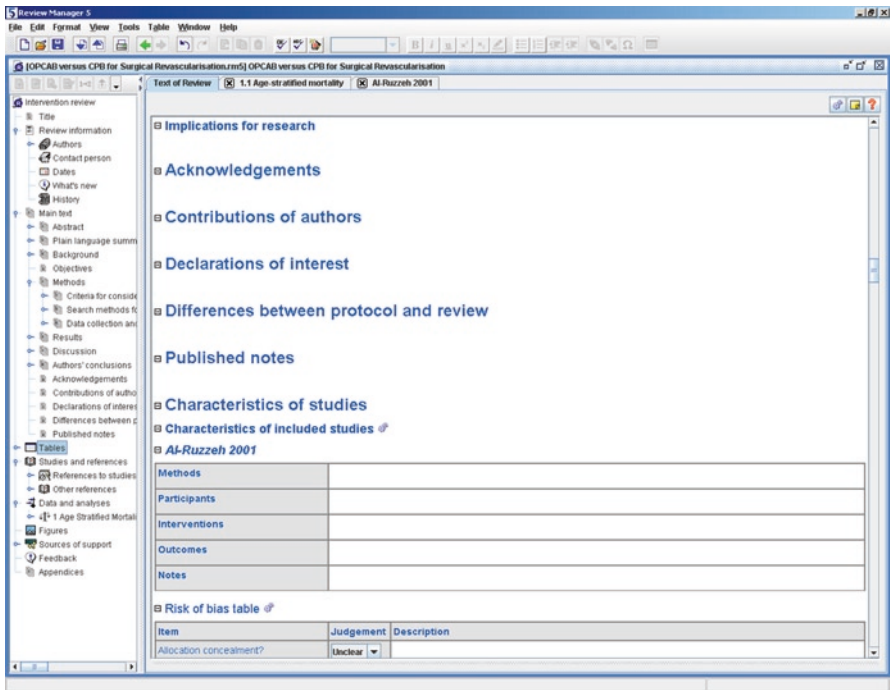 Review Manager 5
File Edit Format View Tools Table Window Help
[OPCAB versus CPB for Surgical Revascularisation.rm5] OPCAB versus CPB for Surgical Revascularisation
Text of Review 1.1 Age-stratified mortality Al-Ruzzeh 2001
Intervention review
Title
Review information
Authors
Contact person
Dates
What's new
History
Main text
Abstract
Plain language summ
Background
Objectives
Methods
Criteria for conside
Search methods fo
Data collection and
Results
Discussion
Authors' conclusions
Acknowledgements
Contributions of autho
Declarations of interes
Differences between p
Published notes
Tables
Studies and references
References to studies
Other references
Data and analyses
1 Age Stratified Mortali
Figures
Sources of support
Feedback
Appendices
Implications for research
Acknowledgements
Contributions of authors
Declarations of interest
Differences between protocol and review
Published notes
Characteristics of studies
Characteristics of included studies
Al-Ruzzeh 2001
Methods
Participants
Interventions
Outcomes
Notes
Risk of bias table
Item Judgement Description
Allocation concealment? Unclear